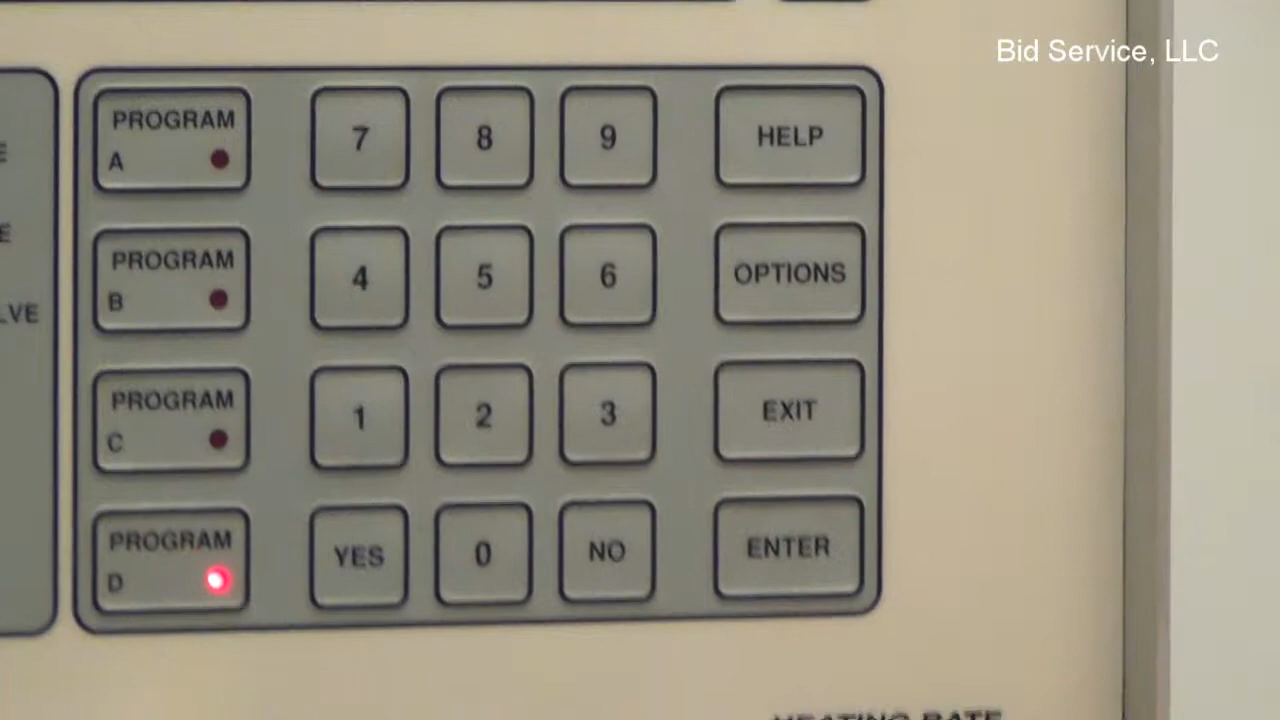 Bid Service, LLC
PROGRAM
A
7
8
9
HELP
PROGRAM
B
4
5
6
OPTIONS
LVE
PROGRAM
C
1
2
3
EXIT
PROGRAM
D
YES
0
NO
ENTER
HEATING RATE